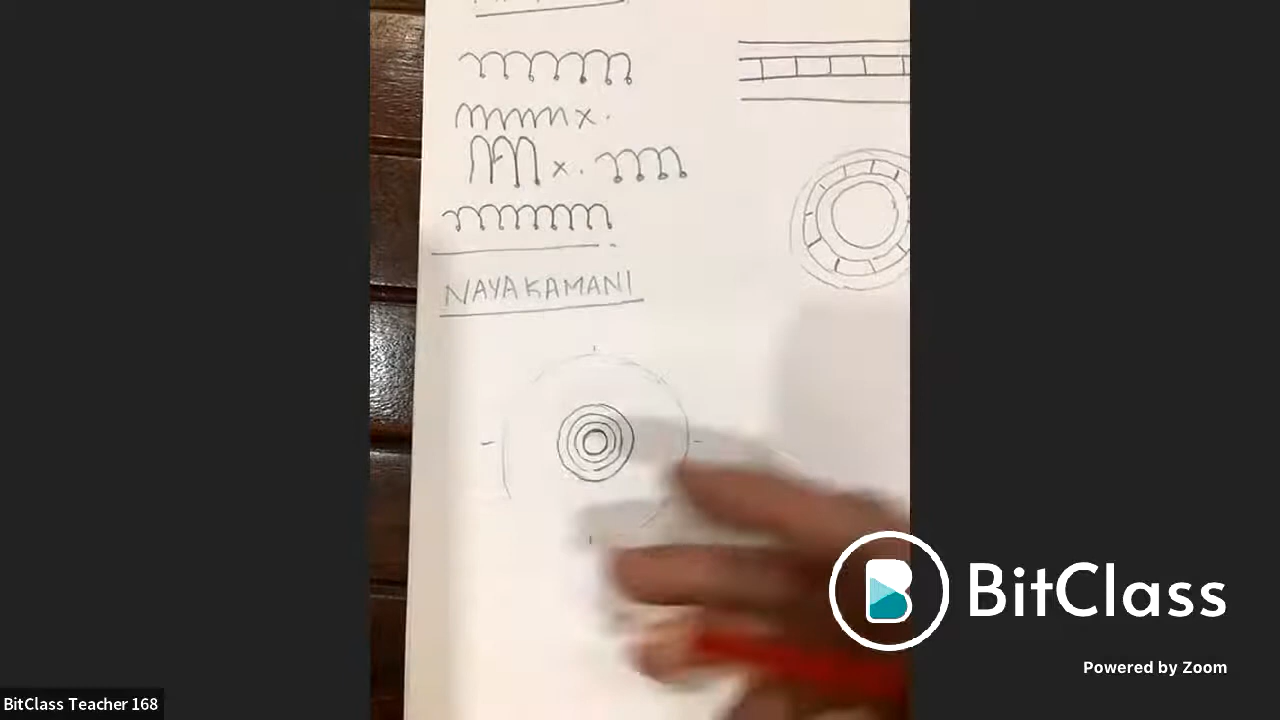 x.
x.
NAYAKAMANI
BitClass
Powered by Zoom
BitClass Teacher 168